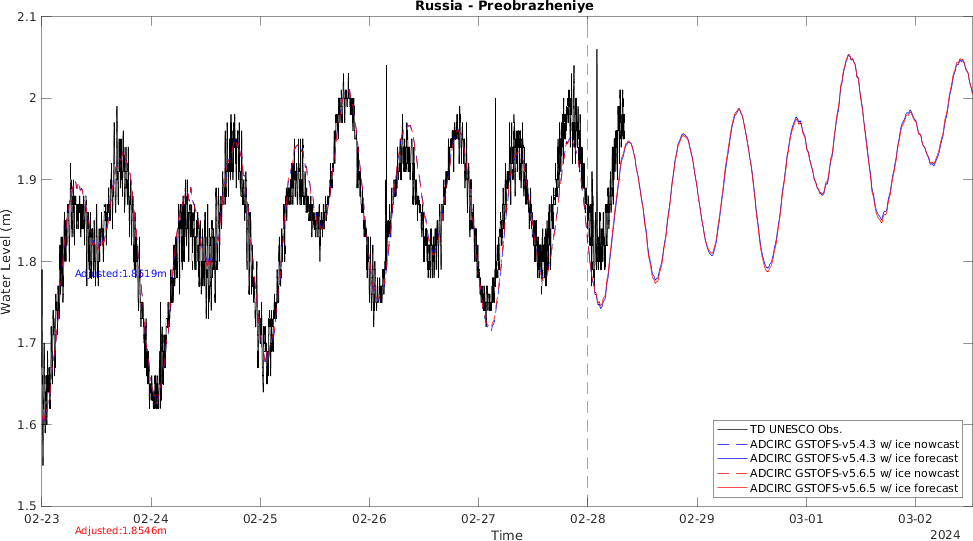 Russia - Preobrazheniye
2.1
2
1.9
1.8
1.7
1.6
1.5
Water Level (m)
Adjusted:1.8519m
Adjusted:1.8546m
TD UNESCO Obs.
ADCIRC GSTOFS-v5.4.3 w/ ice nowcast
ADCIRC GSTOFS-v5.4.3 w/ ice forecast
ADCIRC GSTOFS-v5.6.5 w/ ice nowcast
ADCIRC GSTOFS-v5.6.5 w/ ice forecast
02-23 02-24 02-25 02-26 02-27 02-28 02-29 03-01 03-02
Time
2024